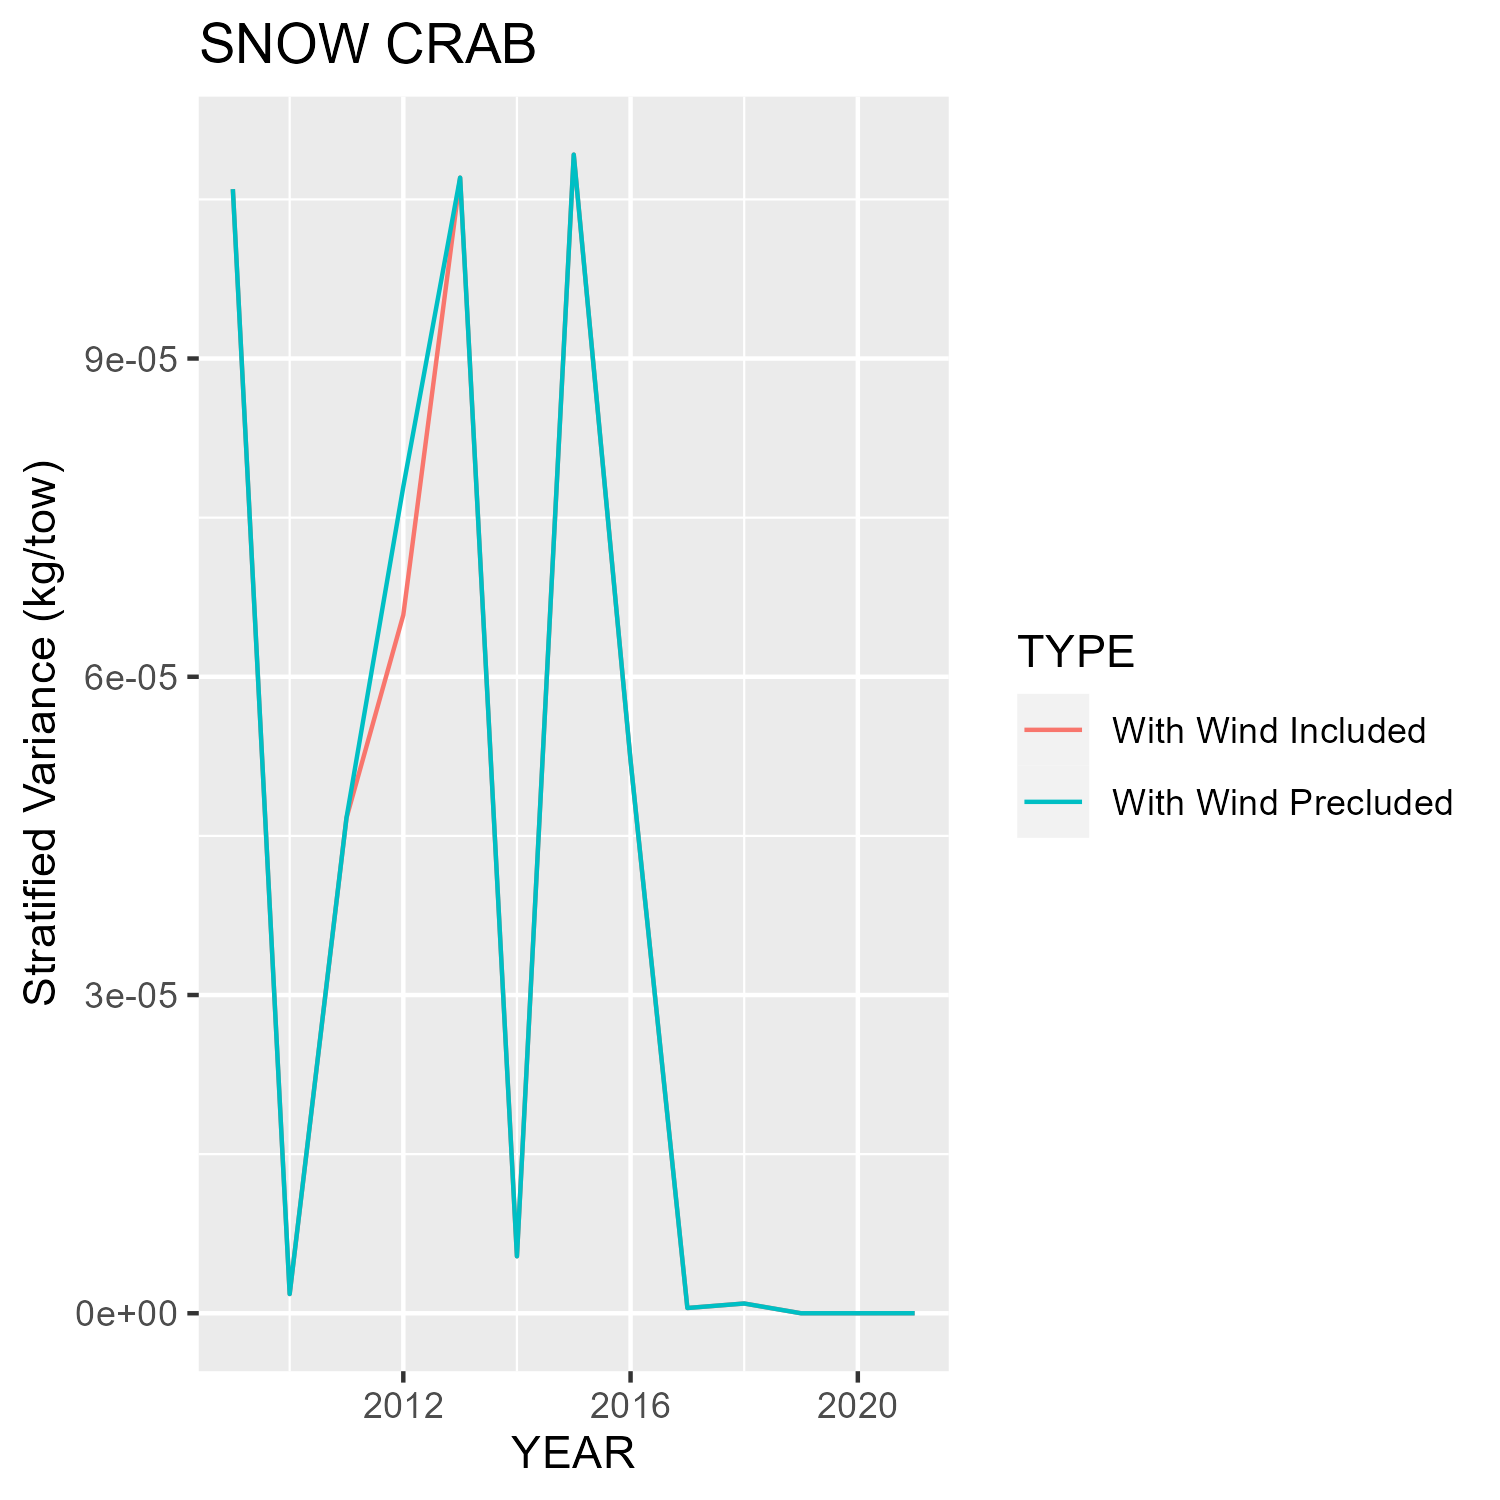 SNOW CRAB
Stratified Variance (kg/tow)
9e-05
6e-05
3e-05
0e+00
2012
2016
2020
YEAR
TYPE
With Wind Included
With Wind Precluded